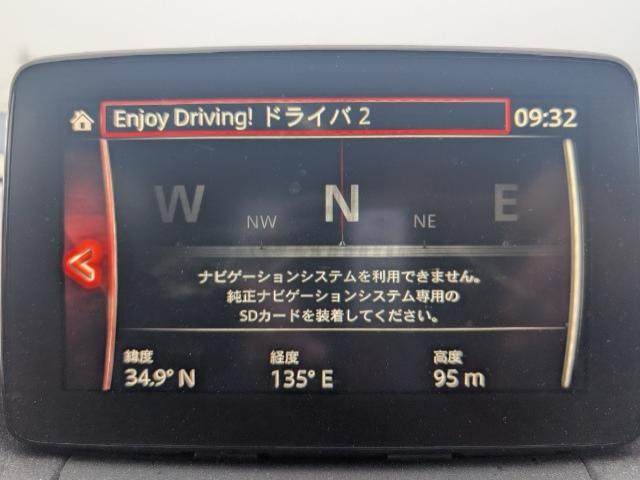 Enjoy Driving! ドライバ 2 09:32
W NW N NE E
ナビゲーションシステムを利用できません。
純正ナビゲーションシステム専用の
SDカードを装着してください。
緯度 経度 高度
34.9° N 135° E 95 m